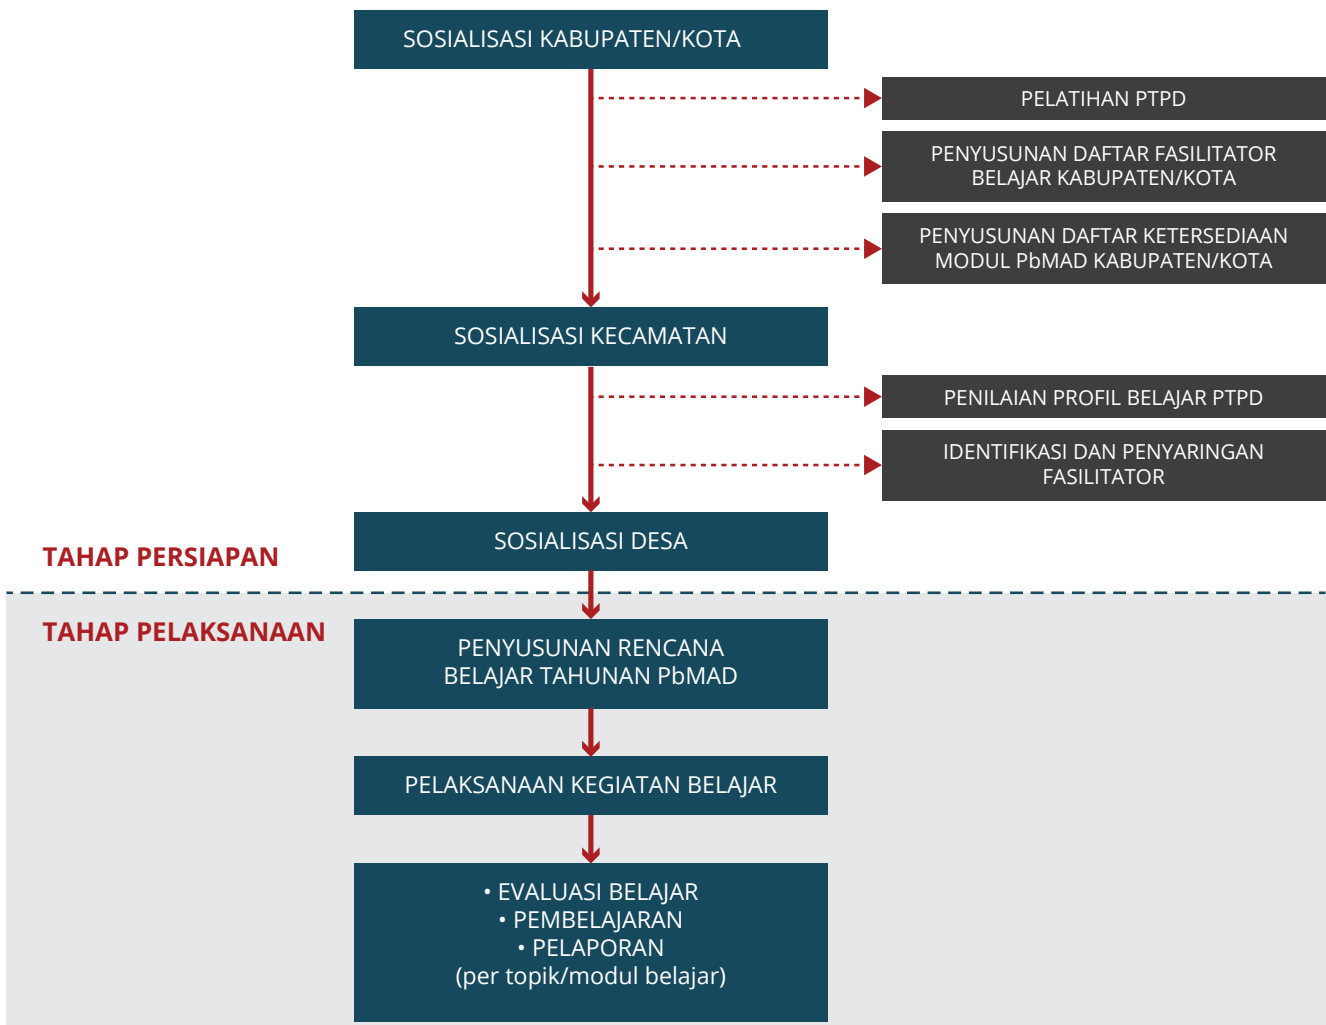 SOSIALISASI KABUPATEN/KOTA
PELATIHAN PTPD
PENYUSUNAN DAFTAR FASILITATOR
BELAJAR KABUPATEN/KOTA
PENYUSUNAN DAFTAR KETERSEDIAAN
MODUL PbMAD KABUPATEN/KOTA
SOSIALISASI KECAMATAN
PENILAIAN PROFIL BELAJAR PTPD
IDENTIFIKASI DAN PENYARINGAN
FASILITATOR
SOSIALISASI DESA
TAHAP PERSIAPAN
TAHAP PELAKSANAAN
PENYUSUNAN RENCANA
BELAJAR TAHUNAN PbMAD
PELAKSANAAN KEGIATAN BELAJAR
• EVALUASI BELAJAR
• PEMBELAJARAN
• PELAPORAN
(per topik/modul belajar)